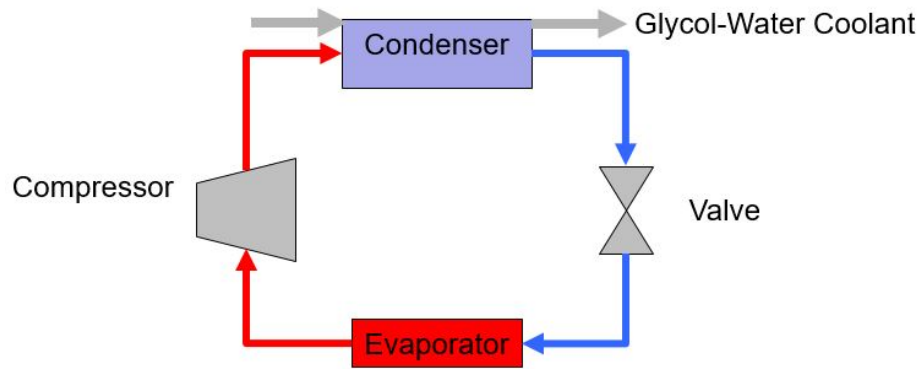 Glycol-Water Coolant
Condenser
Compressor
Valve
Evaporator